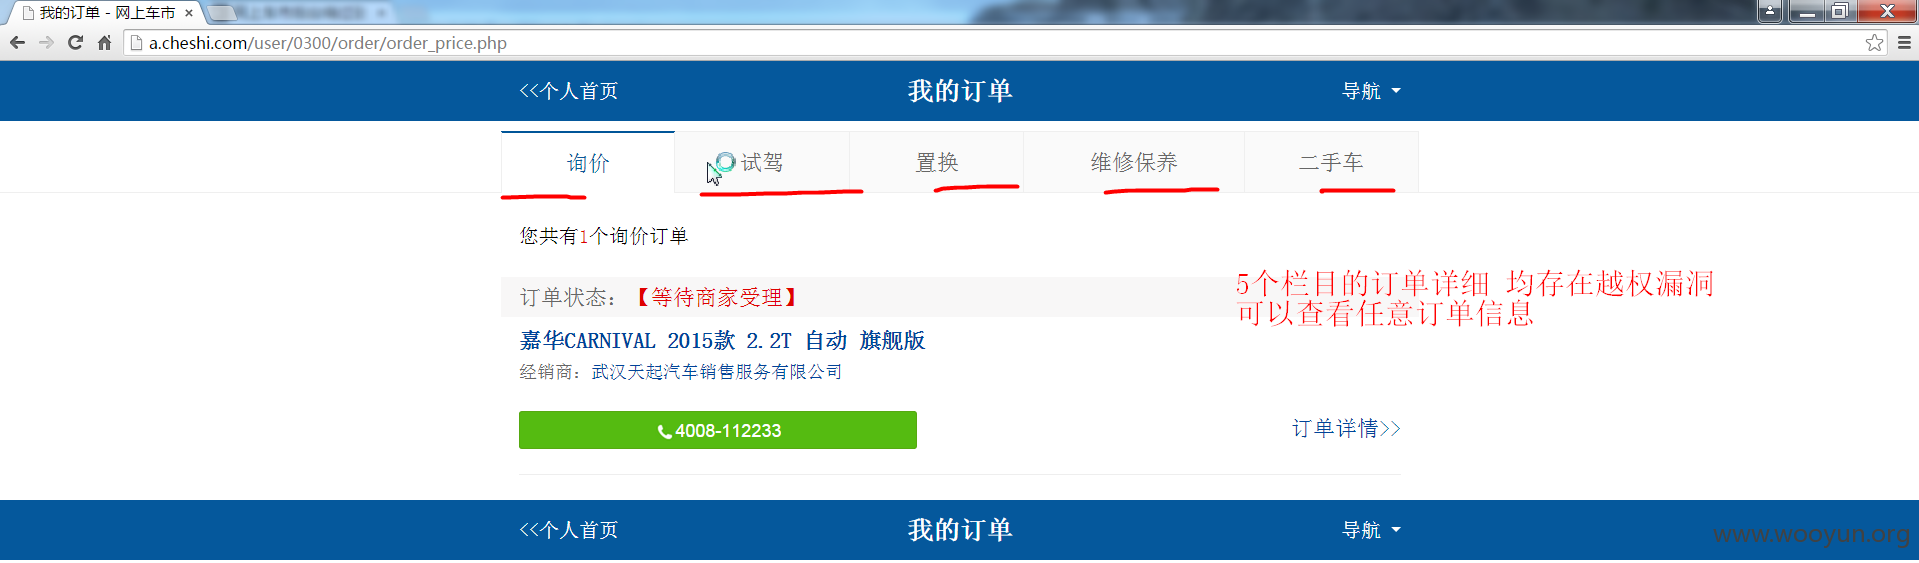 我的订单 - 网上车市
a.cheshi.com/user/0300/order/order_price.php
<<个人首页
我的订单
导航
询价
试驾
置换
维修保养
二手车
您共有1个询价订单
订单状态：【等待商家受理】
5个栏目的订单详细 均存在越权漏洞
可以查看任意订单信息
嘉华CARNIVAL 2015款 2.2T 自动 旗舰版
经销商：武汉天起汽车销售服务有限公司
4008-112233
订单详情>>
<<个人首页
我的订单
导航
www.wooyun.org